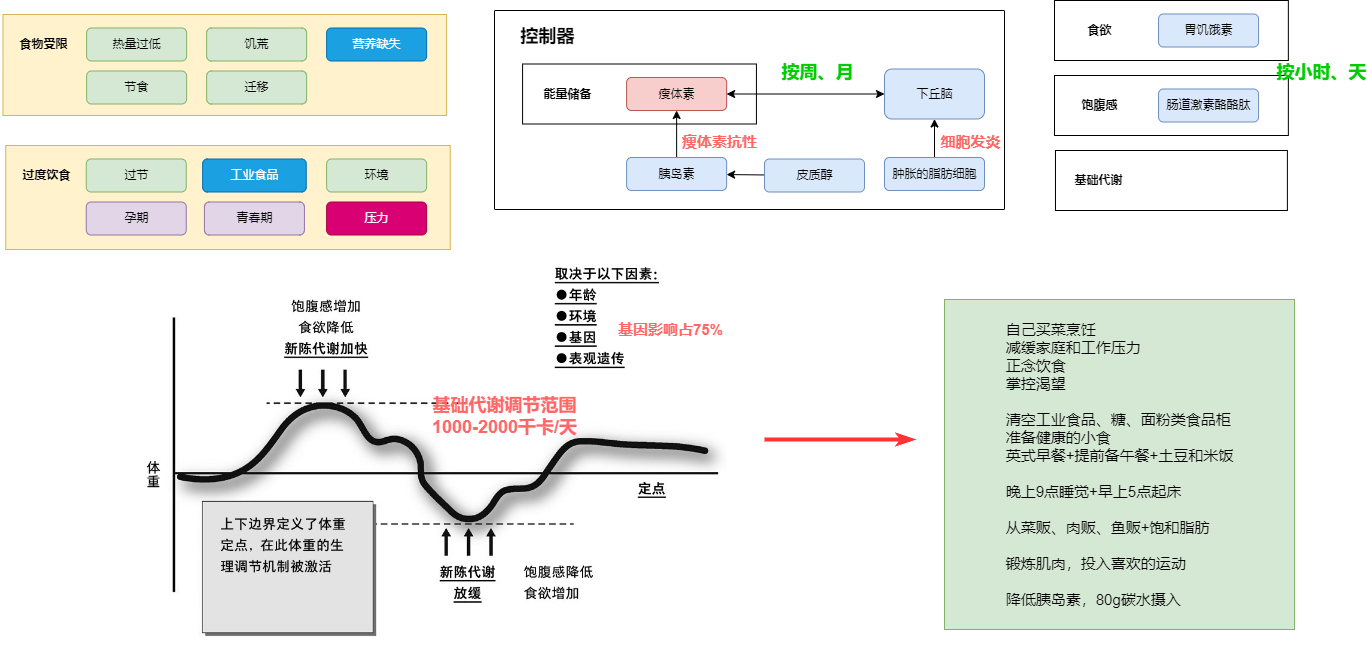 食物受限
热量过低
饥荒
营养缺失
节食
迁移
过度饮食
过节
工业食品
环境
孕期
青春期
压力
控制器
能量储备
瘦体素
按周、月
下丘脑
瘦体素抗性
细胞发炎
胰岛素
皮质醇
肿胀的脂肪细胞
食欲
胃饥饿素
按小时、天
饱腹感
肠道激素酪酪肽
基础代谢
取决于以下因素：
●年龄
●环境
●基因
●表观遗传
基因影响占75%
饱腹感增加
食欲降低
新陈代谢加快
基础代谢调节范围
1000-2000千卡/天
体重
定点
上下边界定义了体重
定点，在此体重的生
理调节机制被激活
新陈代谢
放缓
饱腹感降低
食欲增加
自己买菜烹饪
减缓家庭和工作压力
正念饮食
掌控渴望
清空工业食品、糖、面粉类食品柜
准备健康的小食
英式早餐+提前备午餐+土豆和米饭
晚上9点睡觉+早上5点起床
从菜贩、肉贩、鱼贩+饱和脂肪
锻炼肌肉，投入喜欢的运动
降低胰岛素，80g碳水摄入